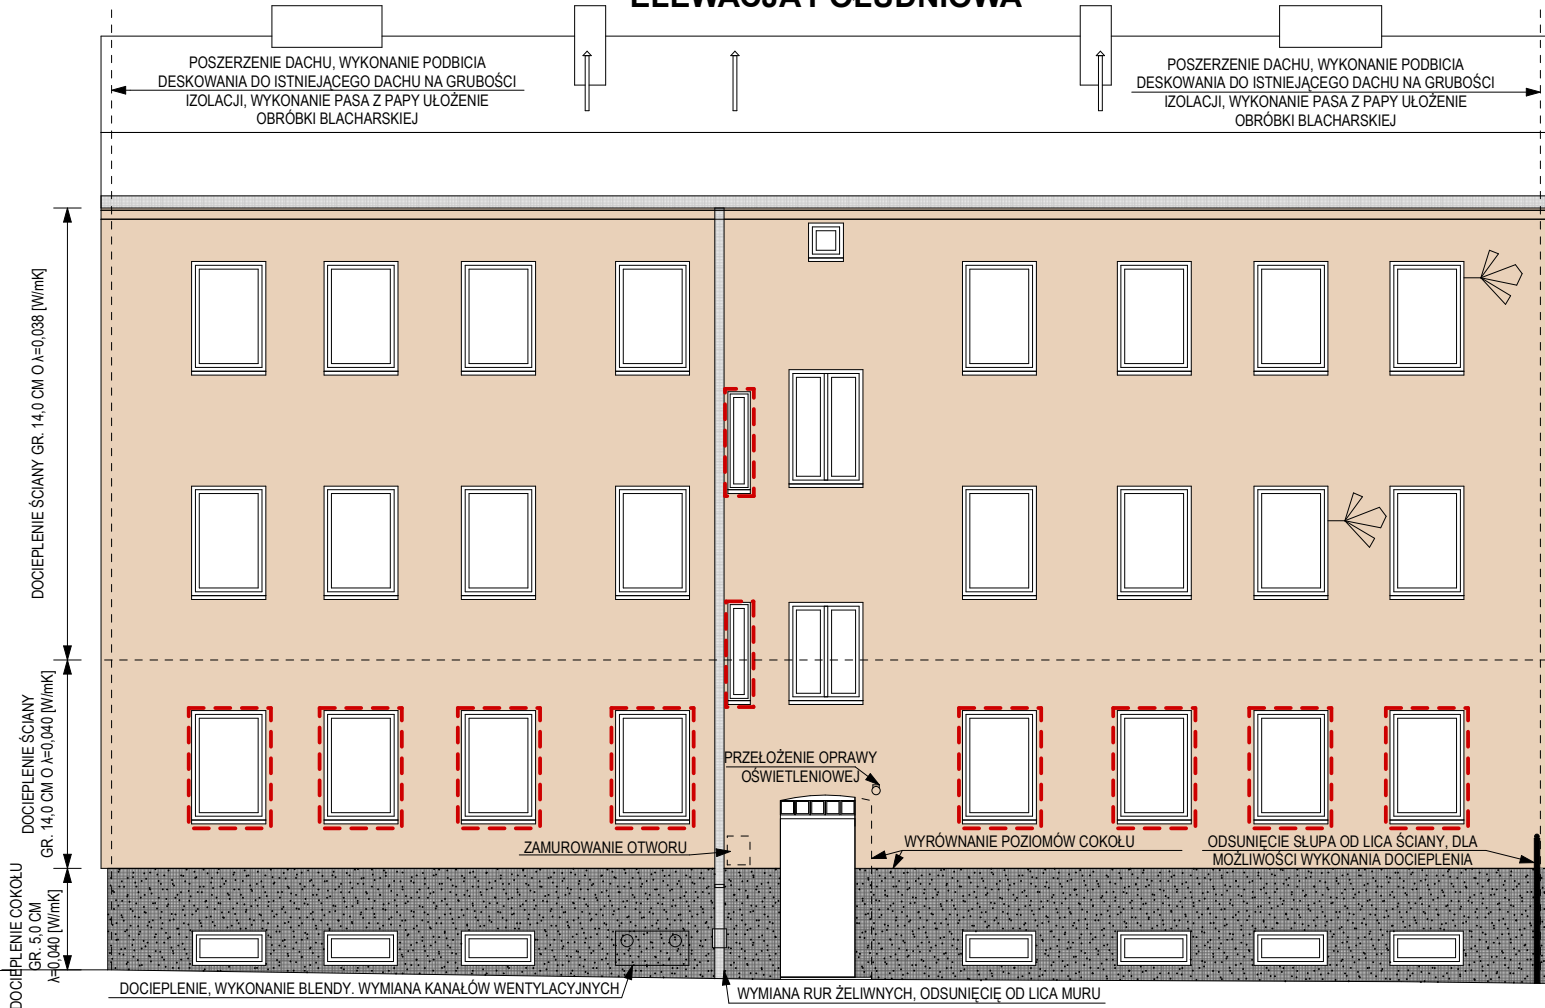 ELEWACJA POŁUDNIOWA
POSZERZENIE DACHU, WYKONANIE PODBICIA
DESKOWANIA DO ISTNIEJĄCEGO DACHU NA GRUBOŚCI
IZOLACJI, WYKONANIE PASA Z PAPY UŁOŻENIE
OBRÓBKI BLACHARSKIEJ
POSZERZENIE DACHU, WYKONANIE PODBICIA
DESKOWANIA DO ISTNIEJĄCEGO DACHU NA GRUBOŚCI
IZOLACJI, WYKONANIE PASA Z PAPY UŁOŻENIE
OBRÓBKI BLACHARSKIEJ
DOCIEPLENIE ŚCIANY GR. 14,0 CM O λ=0,038 [W/mK]
DOCIEPLENIE ŚCIANY
GR. 14,0 CM O λ=0,040 [W/mK]
DOCIEPLENIE COKOŁU
GR. 5,0 CM
λ=0,040 [W/mK]
PRZEŁOŻENIE OPRAWY
OŚWIETLENIOWEJ
ZAMUROWANIE OTWORU
WYRÓWNANIE POZIOMÓW COKOŁU
ODSUNIĘCIE SŁUPA OD LICA ŚCIANY, DLA
MOŻLIWOŚCI WYKONANIA DOCIEPLENIA
DOCIEPLENIE, WYKONANIE BLENDY. WYMIANA KANAŁÓW WENTYLACYJNYCH
WYMIANA RUR ŻELIWNYCH, ODSUNIĘCIĘ OD LICA MURU